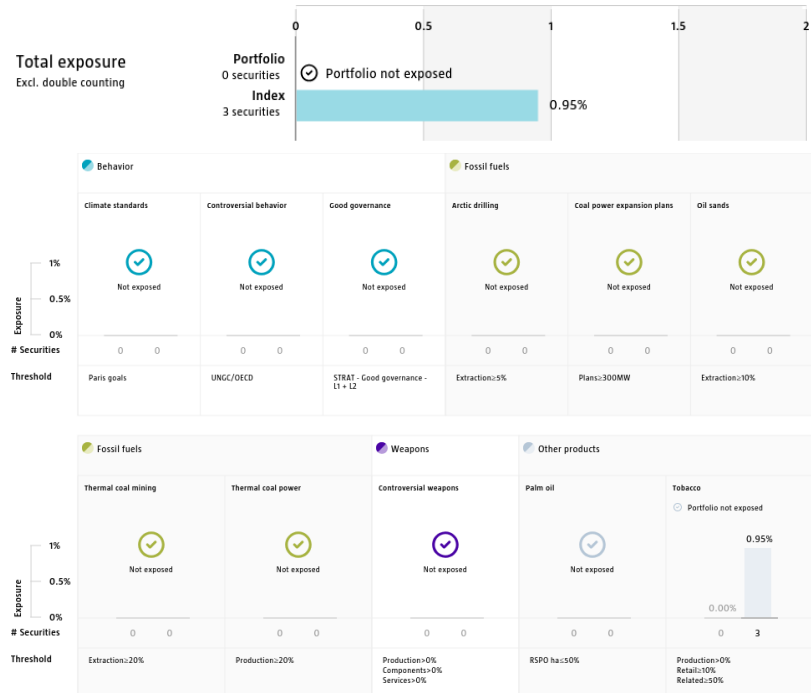 0 0.5 1 1.5 2
Total exposure
Excl. double counting
Portfolio
0 securities
Portfolio not exposed
Index
3 securities
0.95%
Behavior
Fossil fuels
Climate standards
Controversial behavior
Good governance
Arctic drilling
Coal power expansion plans
Oil sands
Exposure
1%
0.5%
0%
Not exposed
Not exposed
Not exposed
Not exposed
Not exposed
Not exposed
# Securities
0 0
0 0
0 0
0 0
0 0
0 0
Threshold
Paris goals
UNGC/OECD
STRAT - Good governance -
L1 + L2
Extraction≥5%
Plans≥300MW
Extraction≥10%
Fossil fuels
Weapons
Other products
Thermal coal mining
Thermal coal power
Controversial weapons
Palm oil
Tobacco
Portfolio not exposed
Exposure
1%
0.5%
0%
Not exposed
Not exposed
Not exposed
Not exposed
0.95%
0.00%
# Securities
0 0
0 0
0 0
0 0
0 3
Threshold
Extraction≥20%
Production≥20%
Production>0%
Components>0%
Services>0%
RSPO ha≤50%
Production>0%
Retail≥10%
Related≥50%